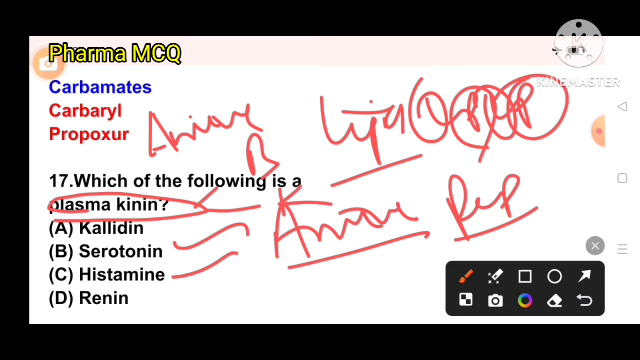 Pharma MCQ
KINEMASTER
Carbamates
Carbaryl
Propoxur
17.Which of the following is a
plasma kinin?
(A) Kallidin
(B) Serotonin
(C) Histamine
(D) Renin